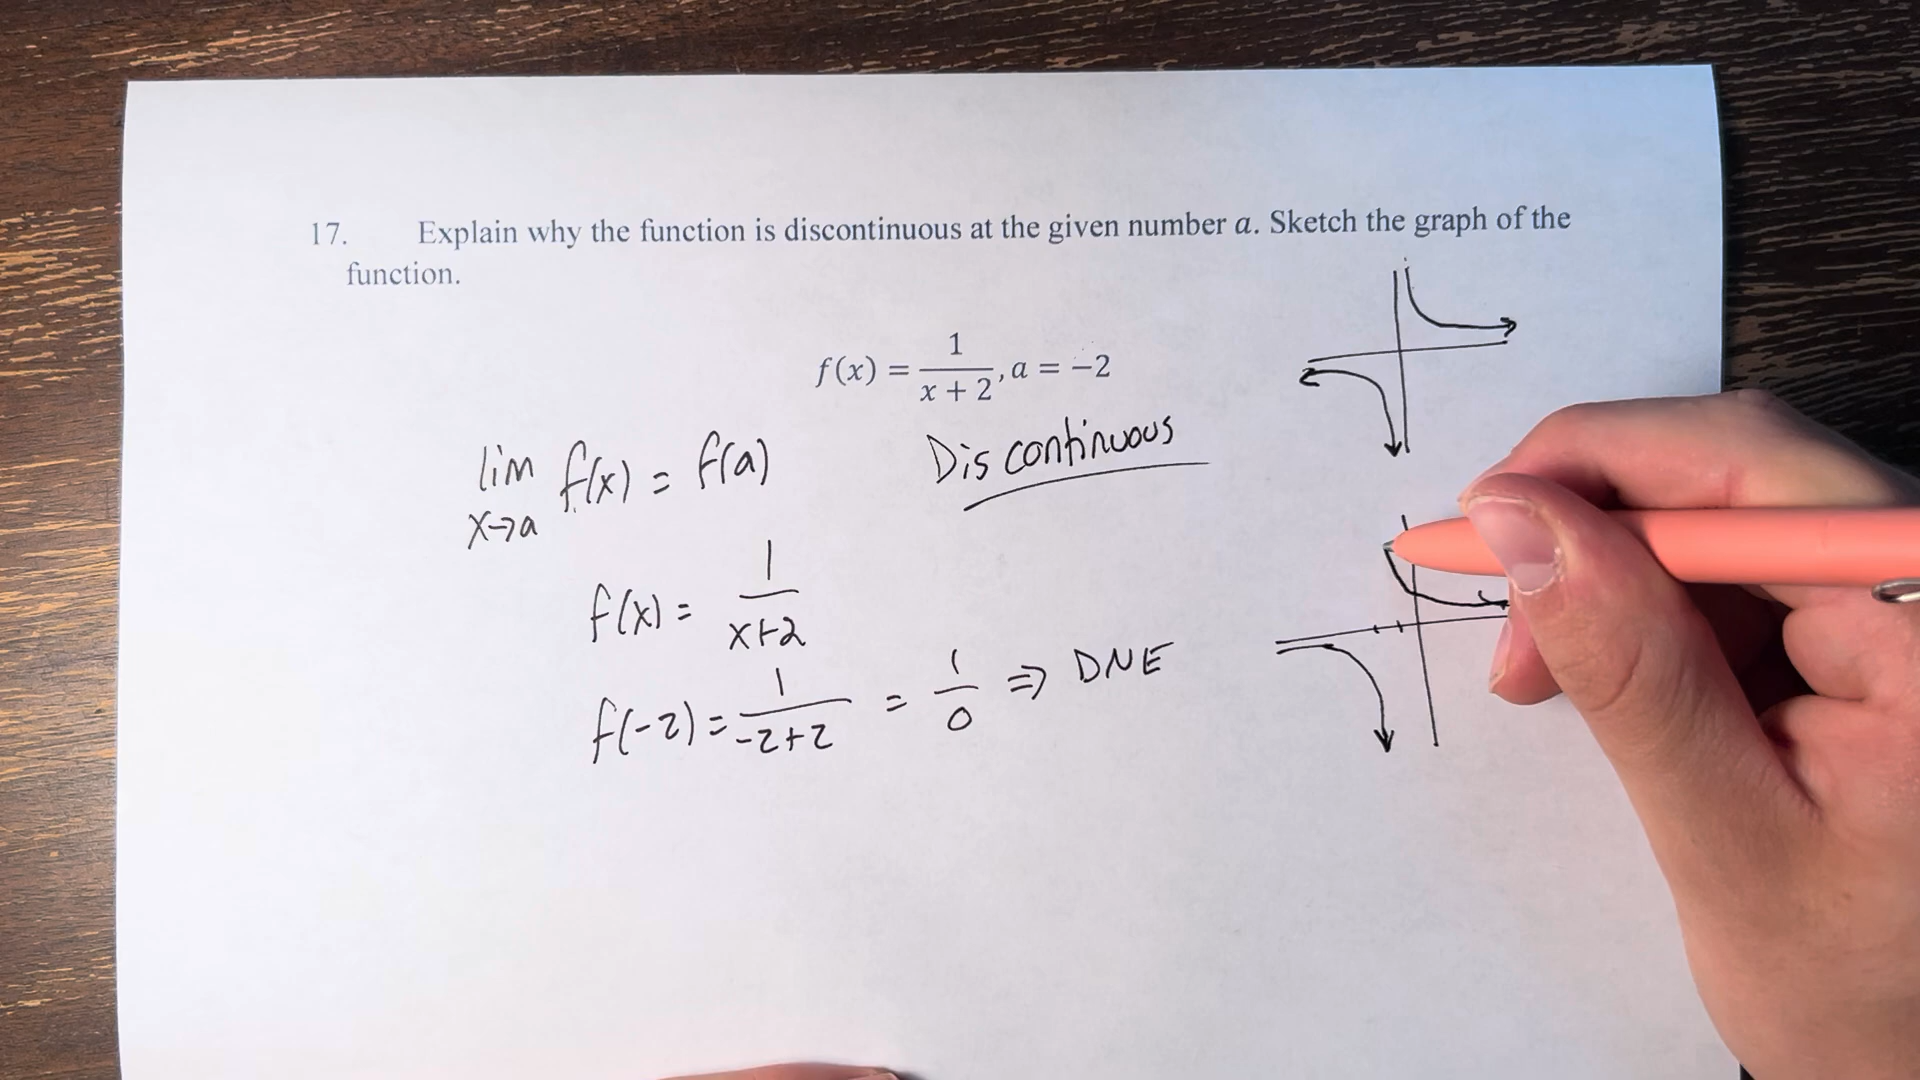 17. Explain why the function is discontinuous at the given number a. Sketch the graph of the
function.
f(x) = 1/(x + 2), a = −2
lim x→a f(x) = f(a)
Discontinuous
f(x) = 1/(x+2)
f(-2) = 1/(-2+2) = 1/0 ⇒ DNE